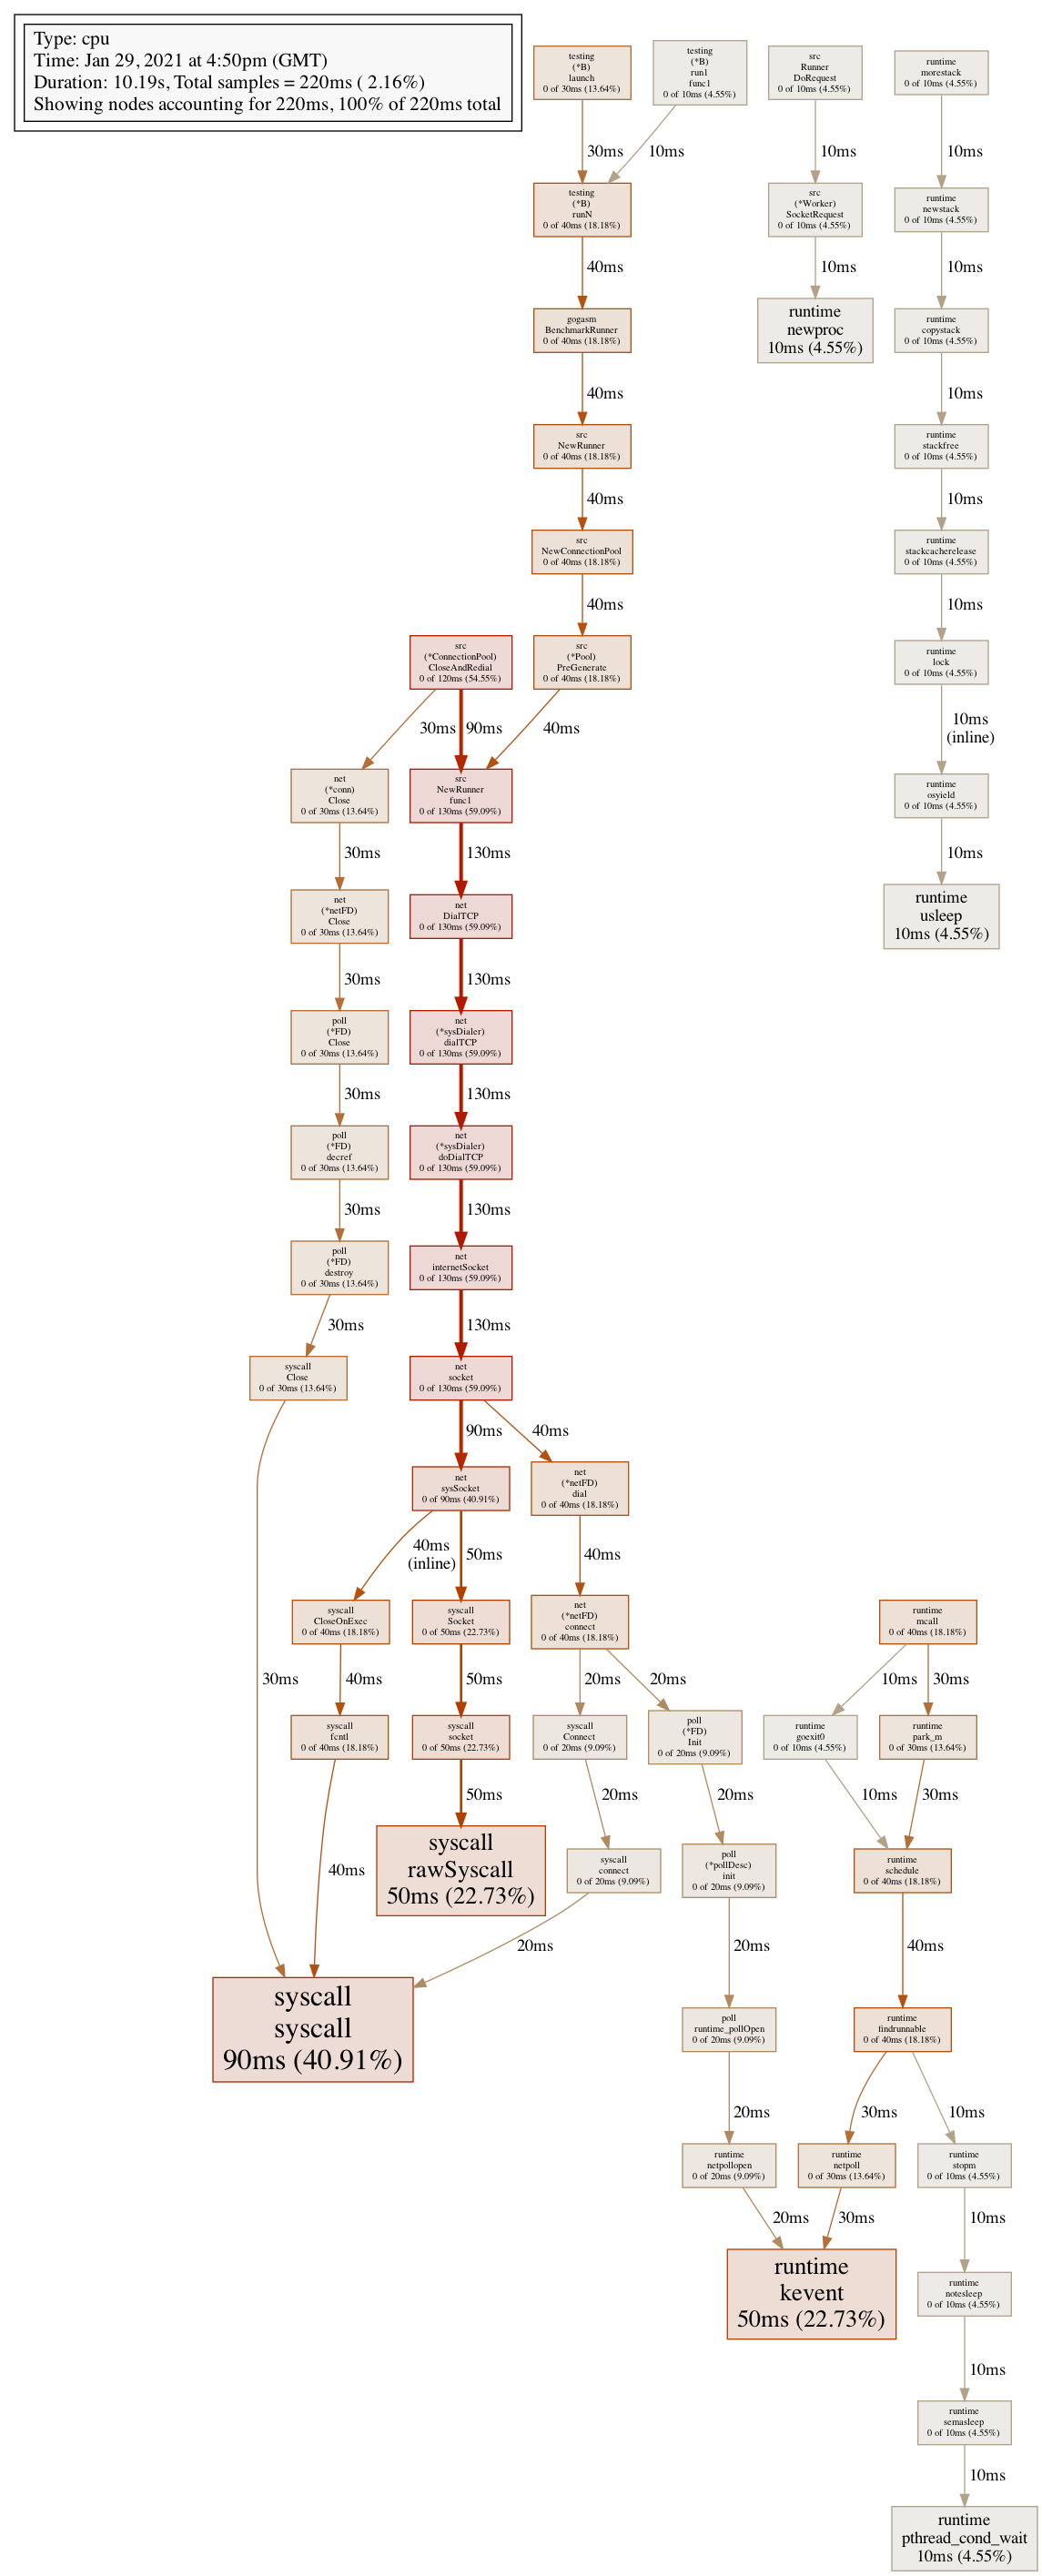 Type: cpu
Time: Jan 29, 2021 at 4:50pm (GMT)
Duration: 10.19s, Total samples = 220ms ( 2.16%)
Showing nodes accounting for 220ms, 100% of 220ms total
testing
(*B)
launch
0 of 30ms (13.64%)
testing
(*B)
run1
func1
0 of 10ms (4.55%)
src
Runner
DoRequest
0 of 10ms (4.55%)
runtime
morestack
0 of 10ms (4.55%)
30ms
10ms
10ms
10ms
testing
(*B)
runN
0 of 40ms (18.18%)
src
(*Worker)
SocketRequest
0 of 10ms (4.55%)
runtime
newstack
0 of 10ms (4.55%)
40ms
10ms
10ms
gogasm
BenchmarkRunner
0 of 40ms (18.18%)
runtime
newproc
10ms (4.55%)
runtime
copystack
0 of 10ms (4.55%)
40ms
10ms
src
NewRunner
0 of 40ms (18.18%)
runtime
stackfree
0 of 10ms (4.55%)
40ms
10ms
src
NewConnectionPool
0 of 40ms (18.18%)
runtime
stackcacherelease
0 of 10ms (4.55%)
40ms
10ms
src
(*ConnectionPool)
CloseAndRedial
0 of 120ms (54.55%)
src
(*Pool)
PreGenerate
0 of 40ms (18.18%)
runtime
lock
0 of 10ms (4.55%)
30ms
90ms
40ms
10ms
(inline)
net
(*conn)
Close
0 of 30ms (13.64%)
src
NewRunner
func1
0 of 130ms (59.09%)
runtime
osyield
0 of 10ms (4.55%)
30ms
130ms
10ms
net
(*netFD)
Close
0 of 30ms (13.64%)
net
DialTCP
0 of 130ms (59.09%)
runtime
usleep
10ms (4.55%)
30ms
130ms
poll
(*FD)
Close
0 of 30ms (13.64%)
net
(*sysDialer)
dialTCP
0 of 130ms (59.09%)
30ms
130ms
poll
(*FD)
decref
0 of 30ms (13.64%)
net
(*sysDialer)
doDialTCP
0 of 130ms (59.09%)
30ms
130ms
poll
(*FD)
destroy
0 of 30ms (13.64%)
net
internetSocket
0 of 130ms (59.09%)
30ms
130ms
syscall
Close
0 of 30ms (13.64%)
net
socket
0 of 130ms (59.09%)
90ms
40ms
net
sysSocket
0 of 90ms (40.91%)
net
(*netFD)
dial
0 of 40ms (18.18%)
40ms
(inline)
50ms
40ms
syscall
CloseOnExec
0 of 40ms (18.18%)
syscall
Socket
0 of 50ms (22.73%)
net
(*netFD)
connect
0 of 40ms (18.18%)
runtime
mcall
0 of 40ms (18.18%)
30ms
40ms
50ms
20ms
20ms
10ms
30ms
syscall
fcntl
0 of 40ms (18.18%)
syscall
socket
0 of 50ms (22.73%)
syscall
Connect
0 of 20ms (9.09%)
poll
(*FD)
Init
0 of 20ms (9.09%)
runtime
goexit0
0 of 10ms (4.55%)
runtime
park_m
0 of 30ms (13.64%)
50ms
20ms
20ms
10ms
30ms
40ms
syscall
rawSyscall
50ms (22.73%)
syscall
connect
0 of 20ms (9.09%)
poll
(*pollDesc)
init
0 of 20ms (9.09%)
runtime
schedule
0 of 40ms (18.18%)
20ms
20ms
40ms
syscall
syscall
90ms (40.91%)
poll
runtime_pollOpen
0 of 20ms (9.09%)
runtime
findrunnable
0 of 40ms (18.18%)
20ms
30ms
10ms
runtime
netpollopen
0 of 20ms (9.09%)
runtime
netpoll
0 of 30ms (13.64%)
runtime
stopm
0 of 10ms (4.55%)
20ms
30ms
10ms
runtime
kevent
50ms (22.73%)
runtime
notesleep
0 of 10ms (4.55%)
10ms
runtime
semasleep
0 of 10ms (4.55%)
10ms
runtime
pthread_cond_wait
10ms (4.55%)